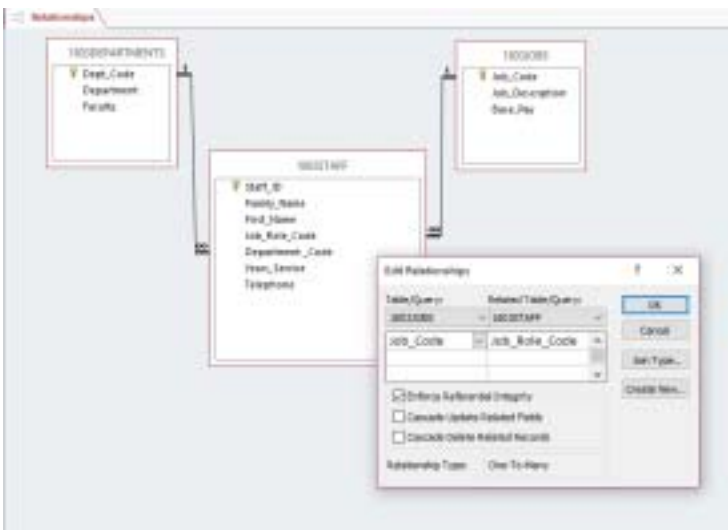 Relationships
Dept_Code
Department
Faculty
Job_Code
Job_Description
Base_Pay
Staff_ID
Family_Name
First_Name
Job_Role_Code
Department_Code
Years_Service
Telephone
Edit Relationships
? X
Table/Query: Related Table/Query:
OK
Job_Code Job_Role_Code
Cancel
Join Type...
Create New...
Enforce Referential Integrity
Cascade Update Related Fields
Cascade Delete Related Records
Relationship Type: One-To-Many